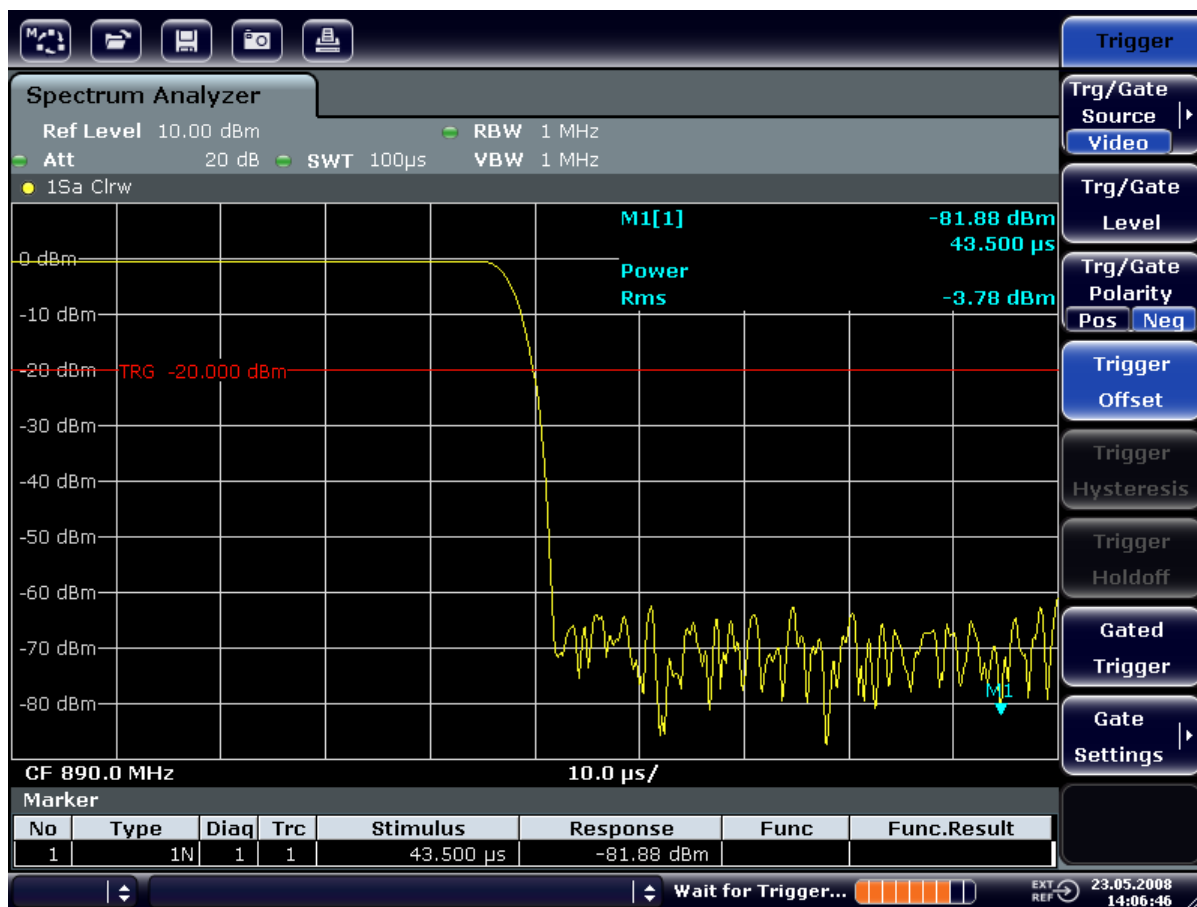 M
Trigger
Spectrum Analyzer
Ref Level 10.00 dBm RBW 1 MHz
Att 20 dB SWT 100µs VBW 1 MHz
1Sa Clrw
M1[1] -81.88 dBm
43.500 µs
Power
Rms -3.78 dBm
0 dBm
-10 dBm
-20 dBm TRG -20.000 dBm
-30 dBm
-40 dBm
-50 dBm
-60 dBm
-70 dBm
-80 dBm
M1
CF 890.0 MHz 10.0 µs/
Marker
No Type Diaq Trc Stimulus Response Func Func.Result
1 1N 1 1 43.500 µs -81.88 dBm
Wait for Trigger... EXT REF 23.05.2008
14:06:46
Trg/Gate
Source
Video
Trg/Gate
Level
Trg/Gate
Polarity
Pos Neg
Trigger
Offset
Trigger
Hysteresis
Trigger
Holdoff
Gated
Trigger
Gate
Settings